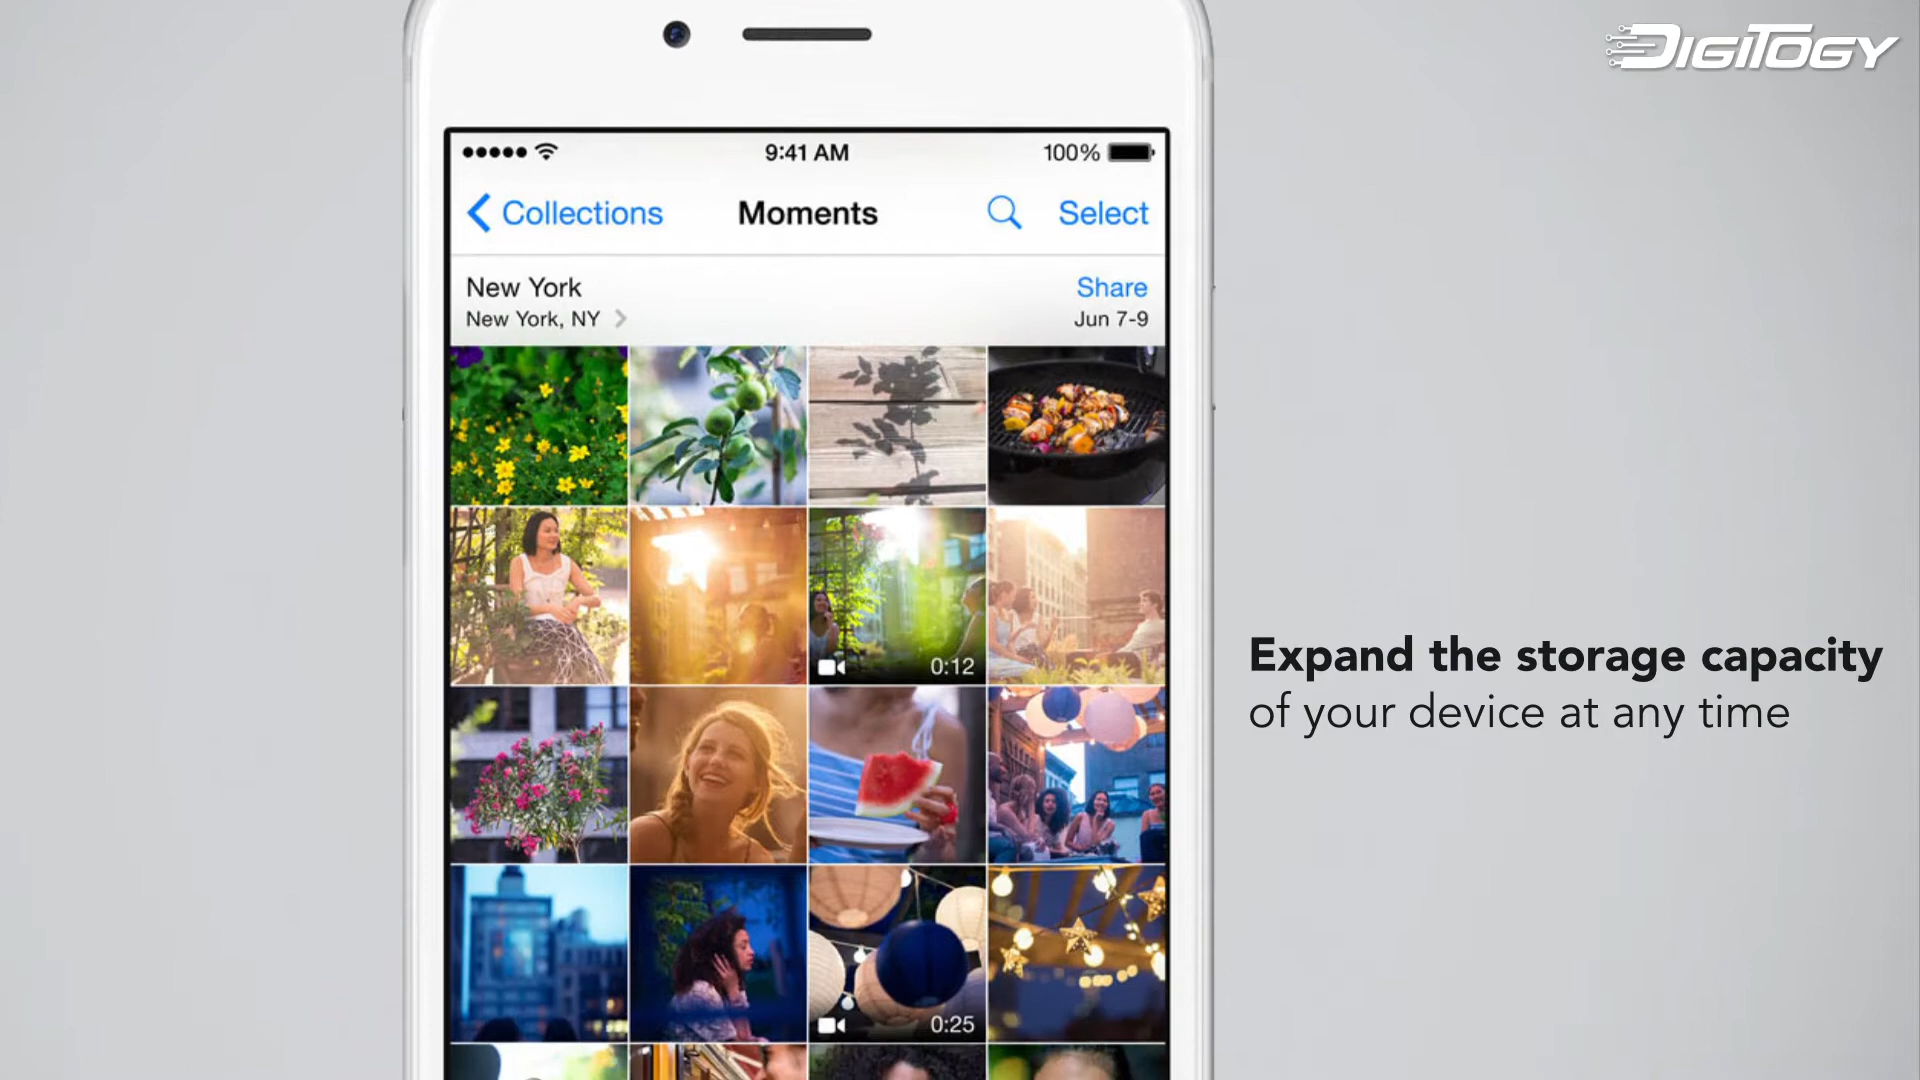 DIGITOGY
9:41 AM
100%
Collections
Moments
Select
New York
Share
New York, NY
Jun 7-9
0:12
Expand the storage capacity
of your device at any time
0:25